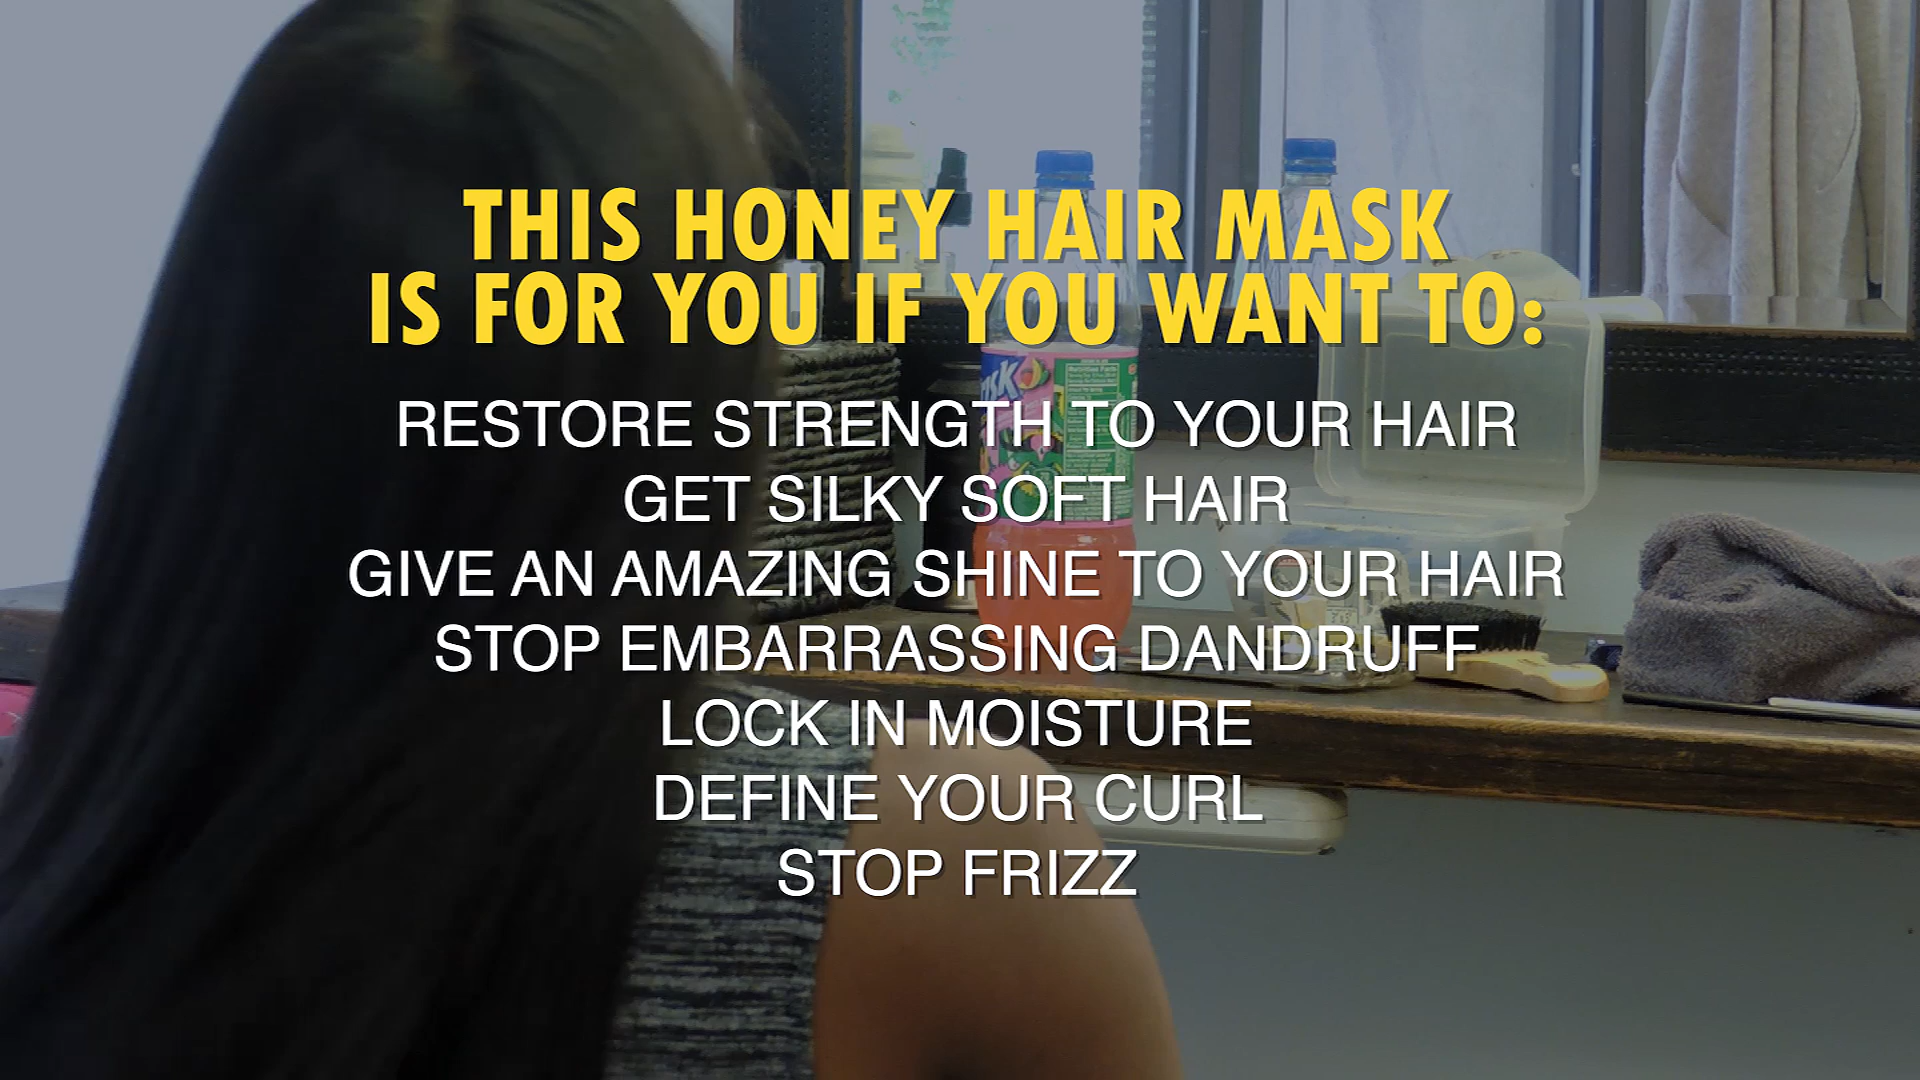 THIS HONEY HAIR MASK
IS FOR YOU IF YOU WANT TO:
RESTORE STRENGTH TO YOUR HAIR
GET SILKY SOFT HAIR
GIVE AN AMAZING SHINE TO YOUR HAIR
STOP EMBARRASSING DANDRUFF
LOCK IN MOISTURE
DEFINE YOUR CURL
STOP FRIZZ
Nutrition Facts